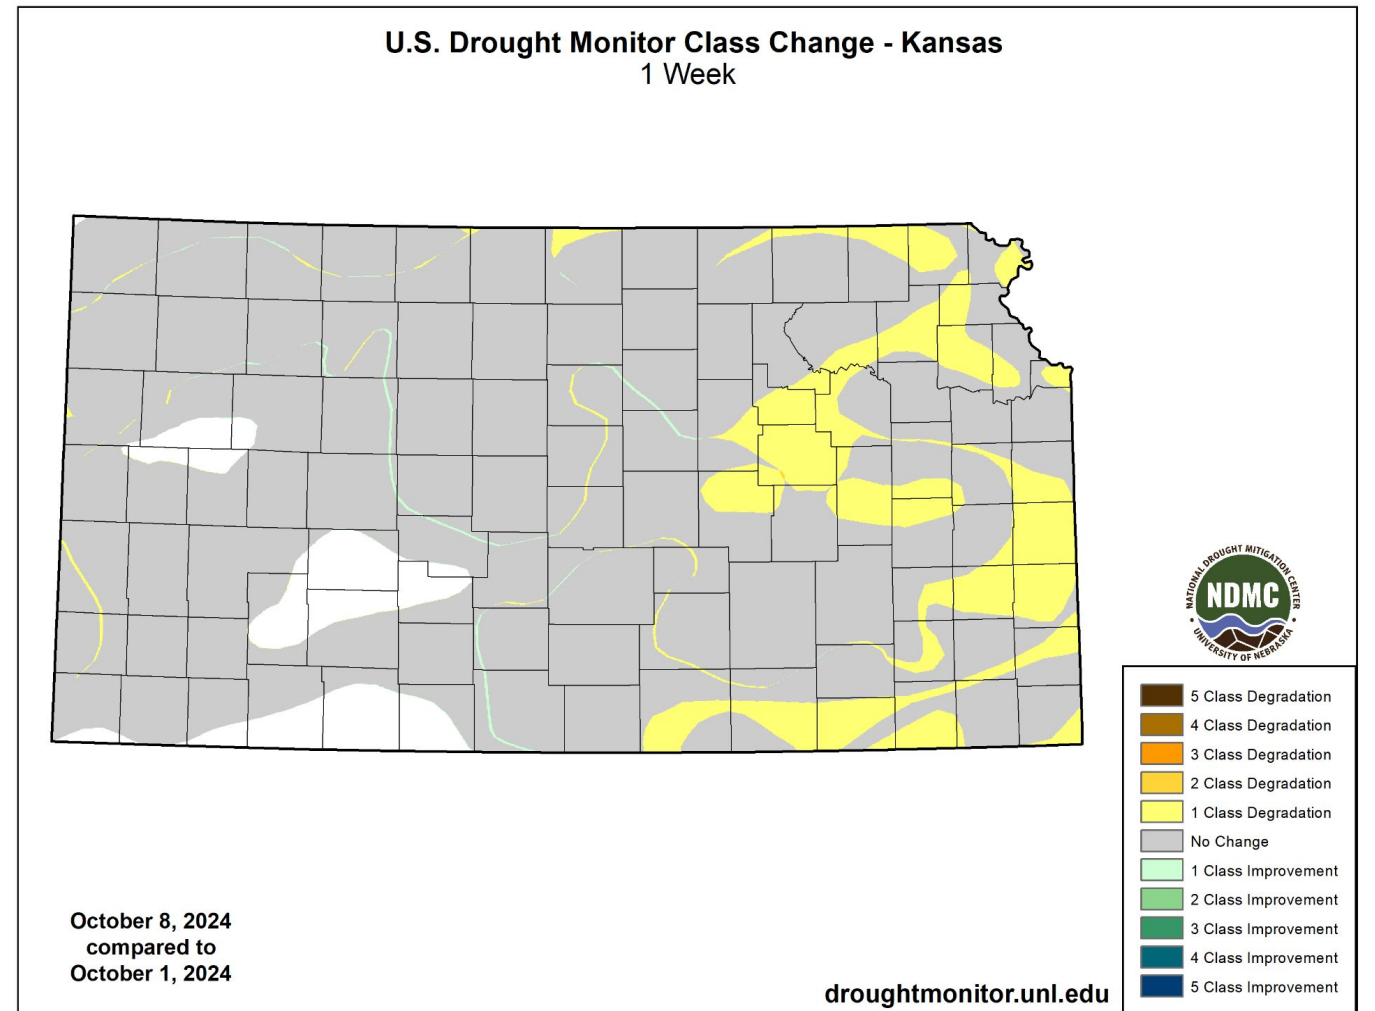 U.S. Drought Monitor Class Change - Kansas
1 Week
NATIONAL DROUGHT MITIGATION CENTER
NDMC
UNIVERSITY OF NEBRASKA
5 Class Degradation
4 Class Degradation
3 Class Degradation
2 Class Degradation
1 Class Degradation
No Change
1 Class Improvement
2 Class Improvement
3 Class Improvement
4 Class Improvement
5 Class Improvement
October 8, 2024
compared to
October 1, 2024
droughtmonitor.unl.edu